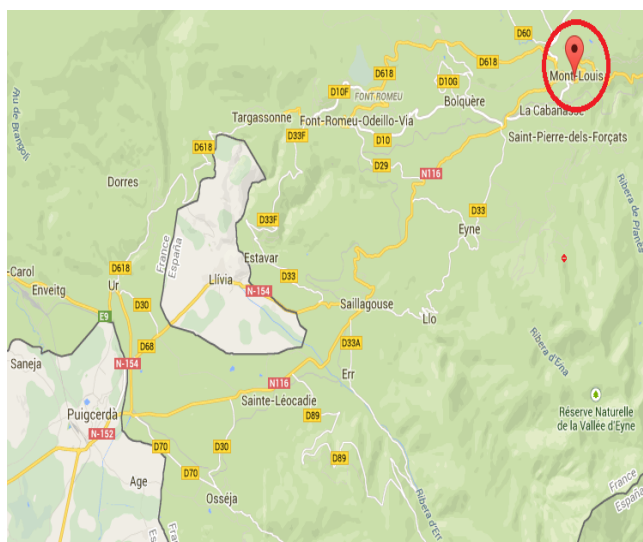 D60
D618
Mont-Louis
D618
D10G
FONT ROMEU
D10F
Bolquère
La Cabanasse
Targassonne
Font-Romeu-Odeillo-Via
D33F
D10
Saint-Pierre-dels-Forçats
D618
D29
N116
Dorres
D33
D33F
Eyne
Ribera de Planès
France
España
Estavar
-Carol
D618
Llívia
D33
Enveitg
Ur
N-154
Saillagouse
D30
Llo
E9
D68
D33A
Ribera d'Eina
Saneja
N-154
Err
N116
Sainte-Léocadie
Puigcerdà
D89
Réserve Naturelle
de la Vallée d'Eyne
N-152
D70
D30
D89
Age
D70
Osséja
Ribera d'Err
France
España
France